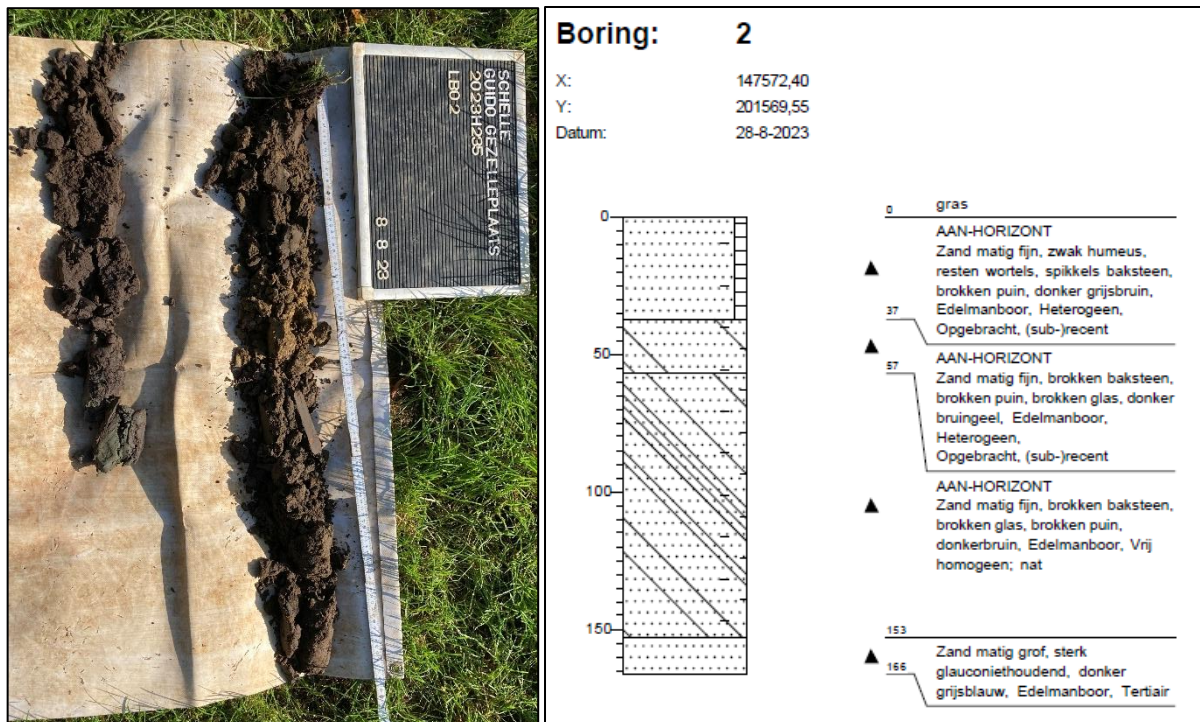 SCHELLE
GUIDO GEZELLEPLAATS
2023H235
LBO-2
8 8 23
Boring: 2
X: 147572,40
Y: 201569,55
Datum: 28-8-2023
0
50
100
150
0 gras
AAN-HORIZONT
Zand matig fijn, zwak humeus,
resten wortels, spikkels baksteen,
brokken puin, donker grijsbruin,
Edelmanboor, Heterogeen,
Opgebracht, (sub-)recent
37
AAN-HORIZONT
Zand matig fijn, brokken baksteen,
brokken puin, brokken glas, donker
bruingeel, Edelmanboor,
Heterogeen,
Opgebracht, (sub-)recent
57
AAN-HORIZONT
Zand matig fijn, brokken baksteen,
brokken glas, brokken puin,
donkerbruin, Edelmanboor, Vrij
homogeen; nat
153
Zand matig grof, sterk
glauconiethoudend, donker
grijsblauw, Edelmanboor, Tertiair
166